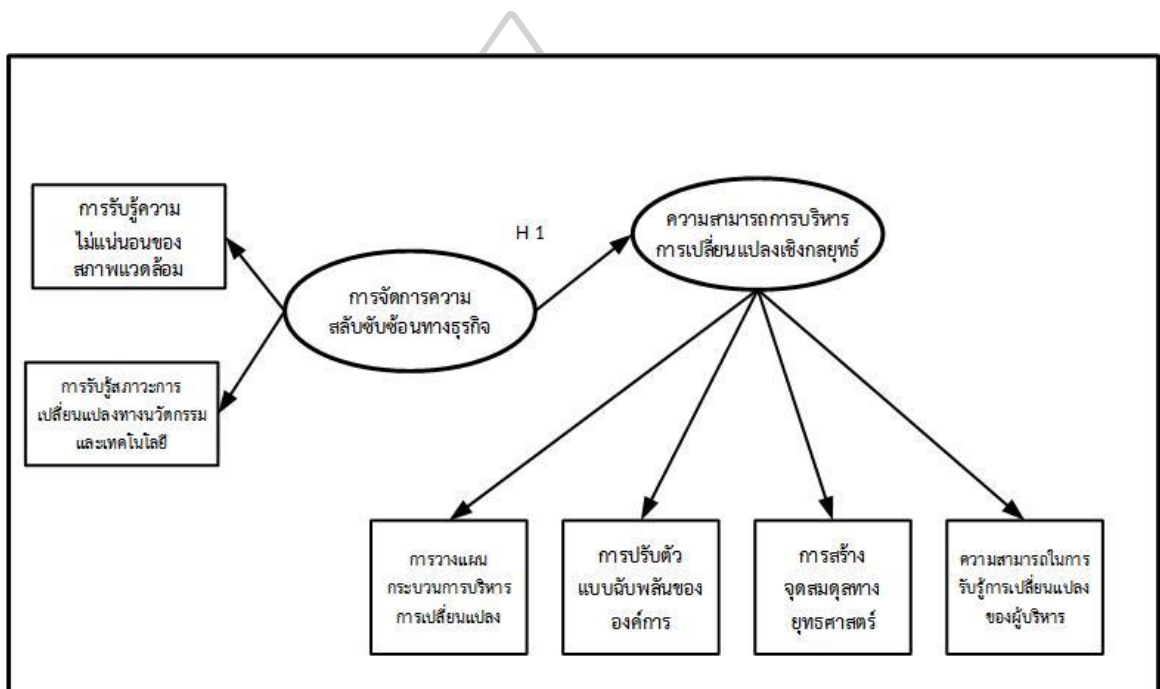 การรับรู้ความ
ไม่แน่นอนของ
สภาพแวดล้อม
H 1
ความสามารถการบริหาร
การเปลี่ยนแปลงเชิงกลยุทธ์
การจัดการความ
สลับซับซ้อนทางธุรกิจ
การรับรู้สภาวะการ
เปลี่ยนแปลงทางนวัตกรรม
และเทคโนโลยี
การวางแผน
กระบวนการบริหาร
การเปลี่ยนแปลง
การปรับตัว
แบบฉับพลันของ
องค์การ
การสร้าง
จุดสมดุลทาง
ยุทธศาสตร์
ความสามารถในการ
รับรู้การเปลี่ยนแปลง
ของผู้บริหาร